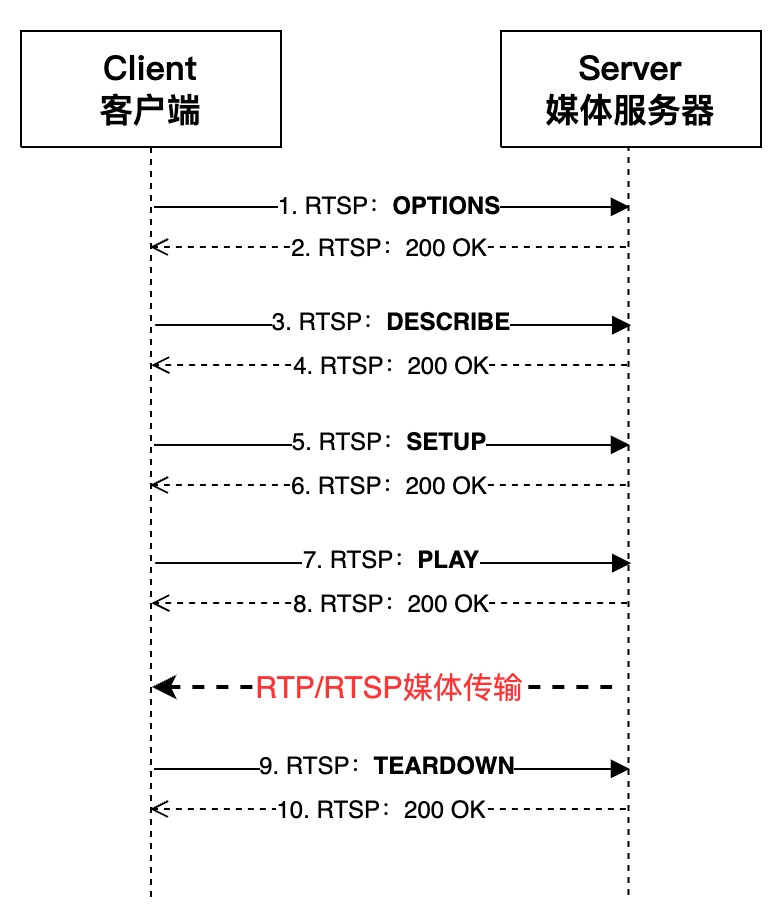 Client
客户端
Server
媒体服务器
1. RTSP：OPTIONS
2. RTSP：200 OK
3. RTSP：DESCRIBE
4. RTSP：200 OK
5. RTSP：SETUP
6. RTSP：200 OK
7. RTSP：PLAY
8. RTSP：200 OK
RTP/RTSP媒体传输
9. RTSP：TEARDOWN
10. RTSP：200 OK